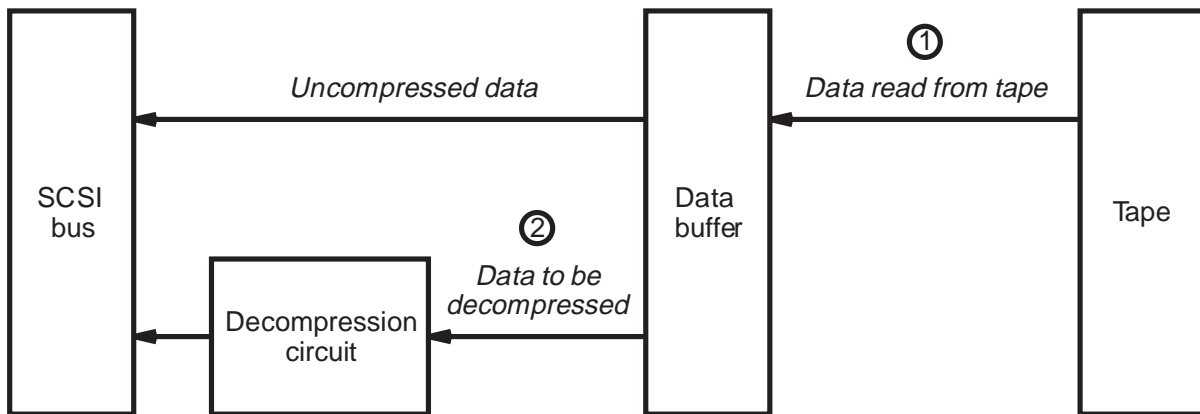 1
Uncompressed data
Data read from tape
SCSI
bus
Data
buffer
Tape
2
Data to be
decompressed
Decompression
circuit